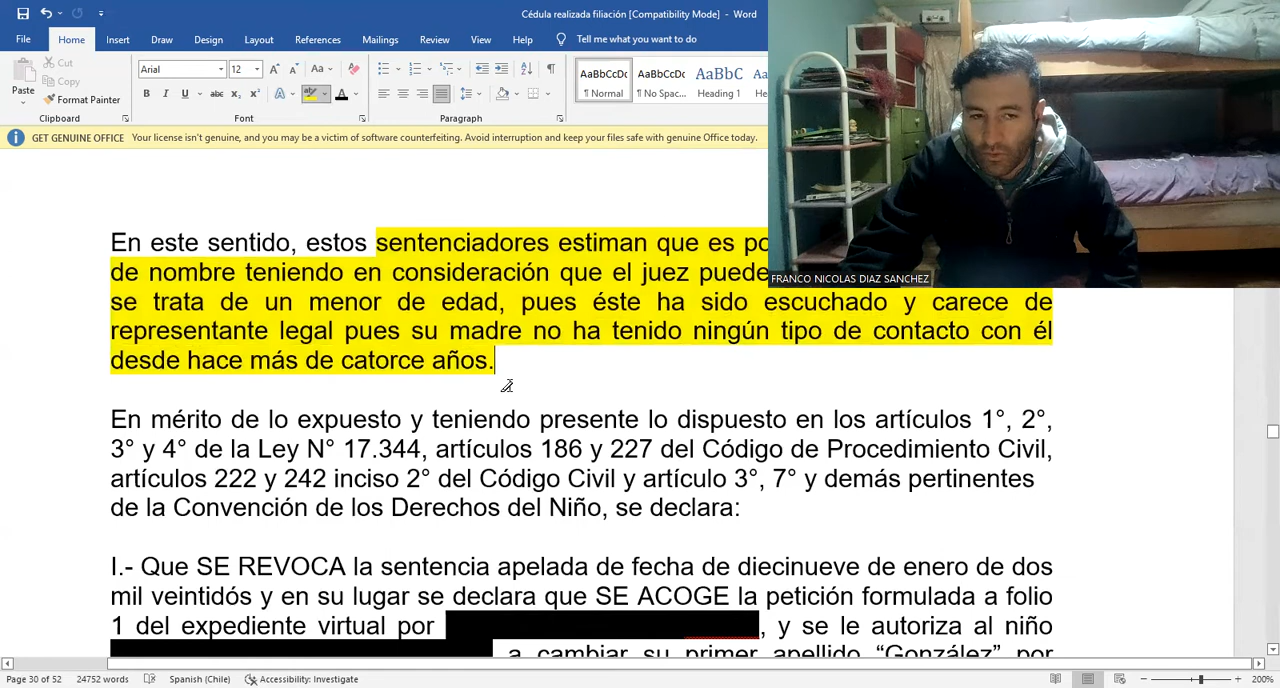 Cédula realizada filiación [Compatibility Mode] - Word
File Home Insert Draw Design Layout References Mailings Review View Help Tell me what you want to do
Paste
Cut
Copy
Format Painter
Clipboard
Arial 12
Font
Paragraph
AaBbCcDc AaBbCcDc AaBbC
¶ Normal ¶ No Spac... Heading 1
GET GENUINE OFFICE Your license isn't genuine, and you may be a victim of software counterfeiting. Avoid interruption and keep your files safe with genuine Office today.
FRANCO NICOLAS DIAZ SANCHEZ
En este sentido, estos sentenciadores estiman que es
de nombre teniendo en consideración que el juez puede
se trata de un menor de edad, pues éste ha sido escuchado y carece de
representante legal pues su madre no ha tenido ningún tipo de contacto con él
desde hace más de catorce años.
En mérito de lo expuesto y teniendo presente lo dispuesto en los artículos 1°, 2°,
3° y 4° de la Ley N° 17.344, artículos 186 y 227 del Código de Procedimiento Civil,
artículos 222 y 242 inciso 2° del Código Civil y artículo 3°, 7° y demás pertinentes
de la Convención de los Derechos del Niño, se declara:
I.- Que SE REVOCA la sentencia apelada de fecha de diecinueve de enero de dos
mil veintidós y en su lugar se declara que SE ACOGE la petición formulada a folio
1 del expediente virtual por , y se le autoriza al niño
a cambiar su primer apellido “González” por
Page 30 of 52 24752 words Spanish (Chile) Accessibility: Investigate 200%